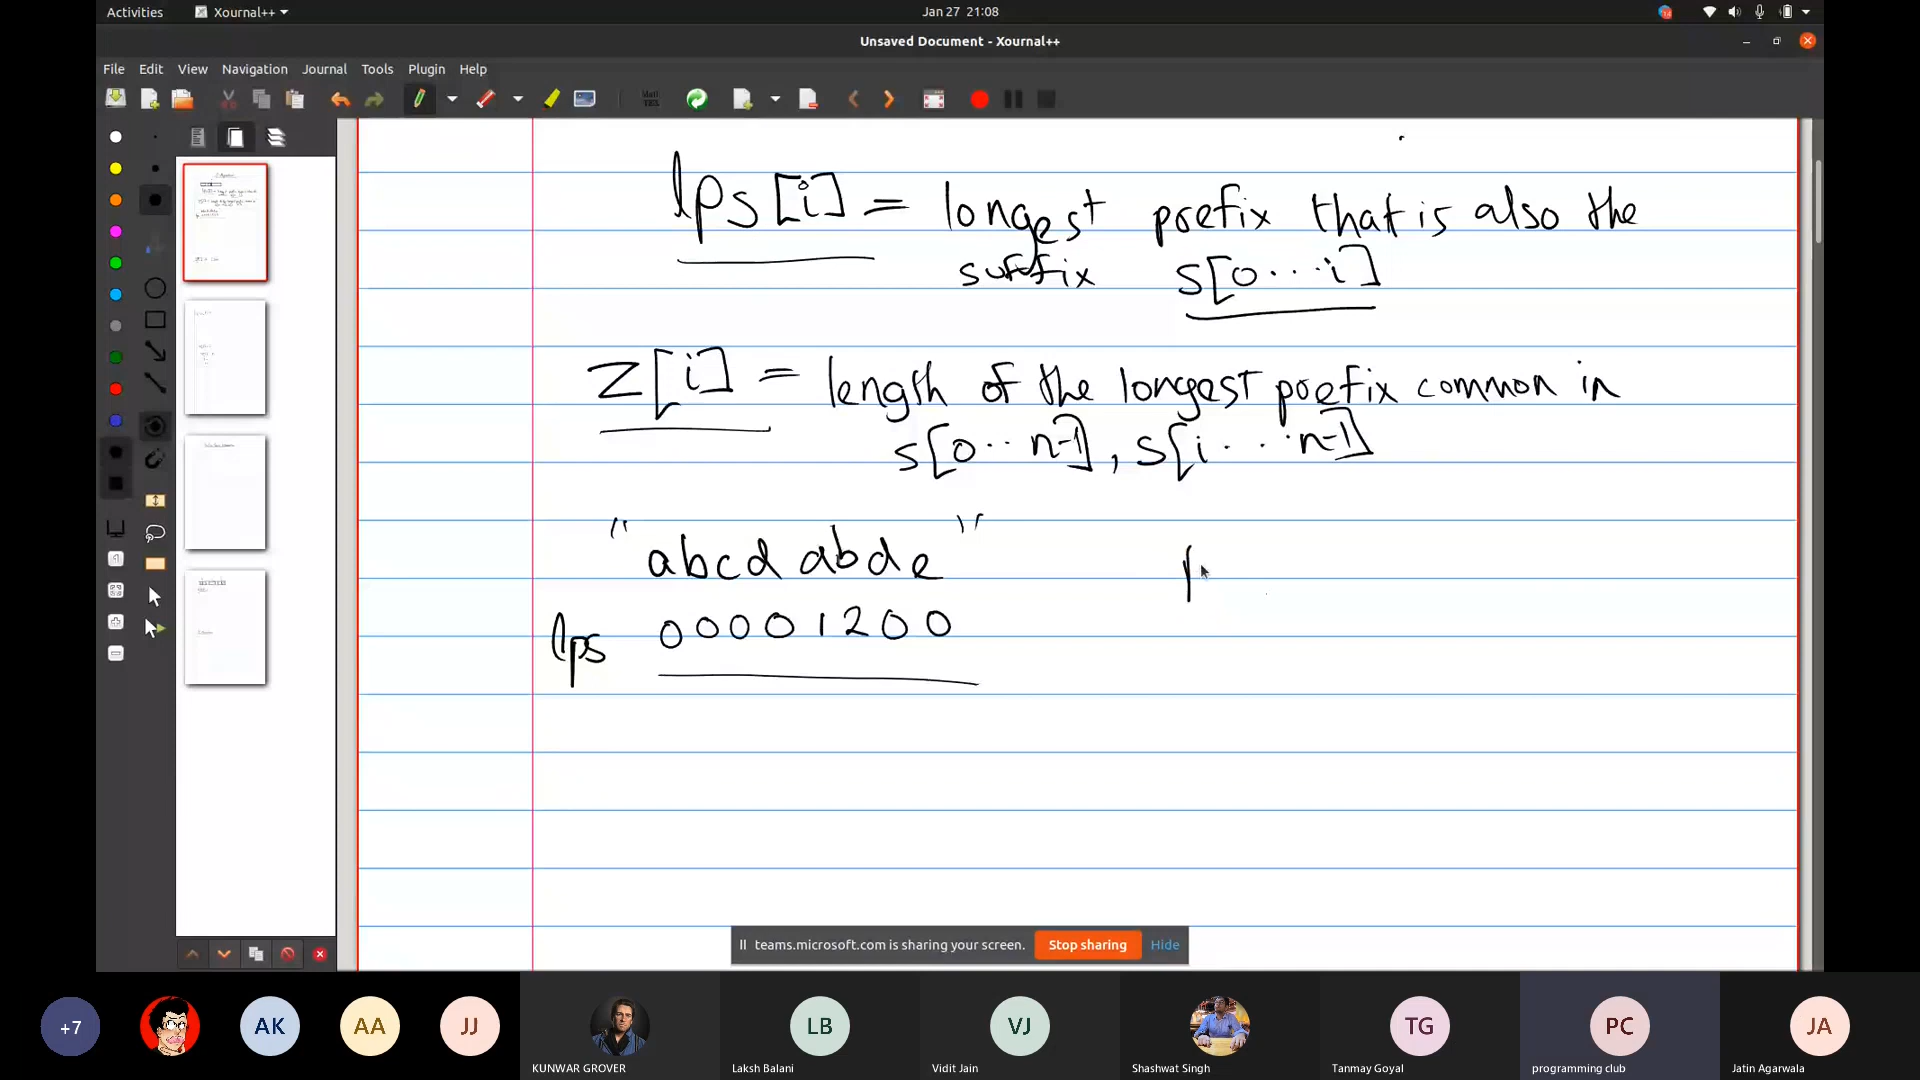 Activities Xournal++ Jan 27 21:08
Unsaved Document - Xournal++
File Edit View Navigation Journal Tools Plugin Help
lps[i] = longest prefix that is also the
suffix s[0...i]
z[i] = length of the longest prefix common in
s[0..n-1], s[i...n-1]
"abcdabde"
lps 00001200
teams.microsoft.com is sharing your screen. Stop sharing Hide
+7 AK AA JJ LB VJ TG PC JA
KUNWAR GROVER Laksh Balani Vidit Jain Shashwat Singh Tanmay Goyal programming club Jatin Agarwala